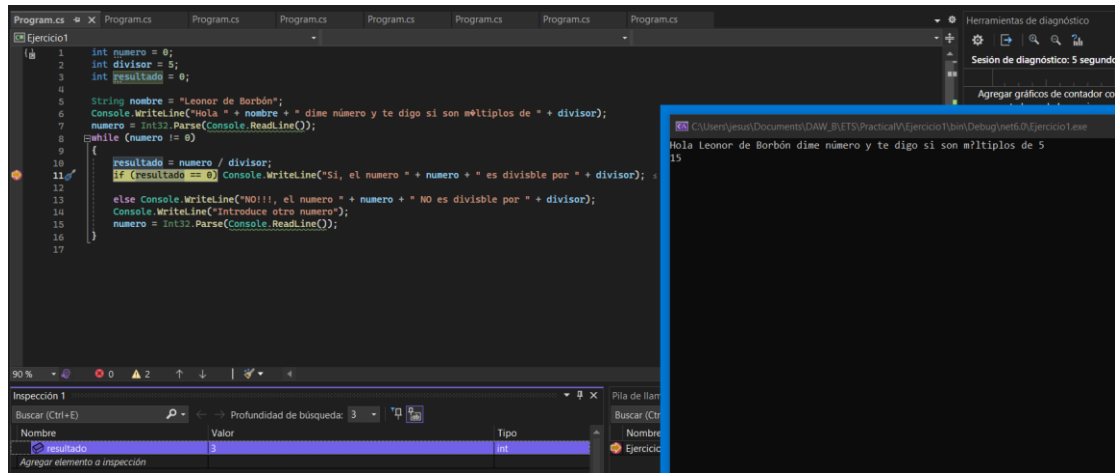 Program.cs Program.cs Program.cs Program.cs Program.cs Program.cs Program.cs Program.cs
Herramientas de diagnóstico
Ejercicio1
Sesión de diagnóstico: 5 segundo
Agregar gráficos de contador co
1 int numero = 0;
2 int divisor = 5;
3 int resultado = 0;
4
5 String nombre = "Leonor de Borbón";
6 Console.WriteLine("Hola " + nombre + " dime número y te digo si son m�ltiplos de " + divisor);
7 numero = Int32.Parse(Console.ReadLine());
8 while (numero != 0)
9 {
10 resultado = numero / divisor;
11 if (resultado == 0) Console.WriteLine("Si, el numero " + numero + " es divisble por " + divisor);
12
13 else Console.WriteLine("NO!!!, el numero " + numero + " NO es divisble por " + divisor);
14 Console.WriteLine("Introduce otro numero");
15 numero = Int32.Parse(Console.ReadLine());
16 }
17
C:\Users\jesus\Documents\DAW_B\ETS\PracticaIV\Ejercicio1\bin\Debug\net6.0\Ejercicio1.exe
Hola Leonor de Borbón dime número y te digo si son m?ltiplos de 5
15
90 % 0 2
Inspección 1
Buscar (Ctrl+E) Profundidad de búsqueda: 3
Nombre Valor Tipo
resultado 3 int
Agregar elemento a inspección
Pila de llam
Buscar (Ctr
Nombre
Ejercicio